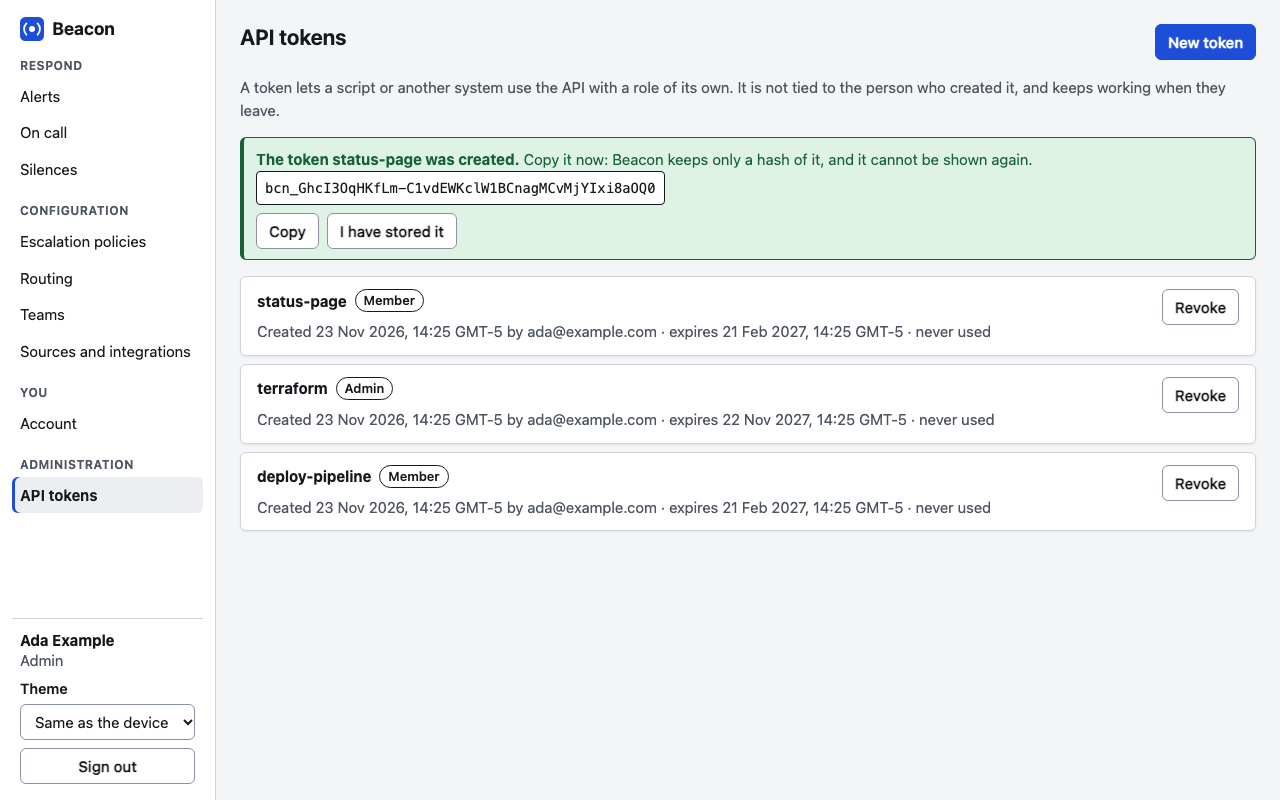 Beacon
RESPOND
Alerts
On call
Silences
CONFIGURATION
Escalation policies
Routing
Teams
Sources and integrations
YOU
Account
ADMINISTRATION
API tokens
Ada Example
Admin
Theme
Same as the device
Sign out
API tokens
New token
A token lets a script or another system use the API with a role of its own. It is not tied to the person who created it, and keeps working when they
leave.
The token status-page was created. Copy it now: Beacon keeps only a hash of it, and it cannot be shown again.
bcn_GhcI3OqHKfLm-C1vdEWKclW1BCnagMCvMjYIxi8aOQ0
Copy
I have stored it
status-page Member
Revoke
Created 23 Nov 2026, 14:25 GMT-5 by ada@example.com · expires 21 Feb 2027, 14:25 GMT-5 · never used
terraform Admin
Revoke
Created 23 Nov 2026, 14:25 GMT-5 by ada@example.com · expires 22 Nov 2027, 14:25 GMT-5 · never used
deploy-pipeline Member
Revoke
Created 23 Nov 2026, 14:25 GMT-5 by ada@example.com · expires 21 Feb 2027, 14:25 GMT-5 · never used